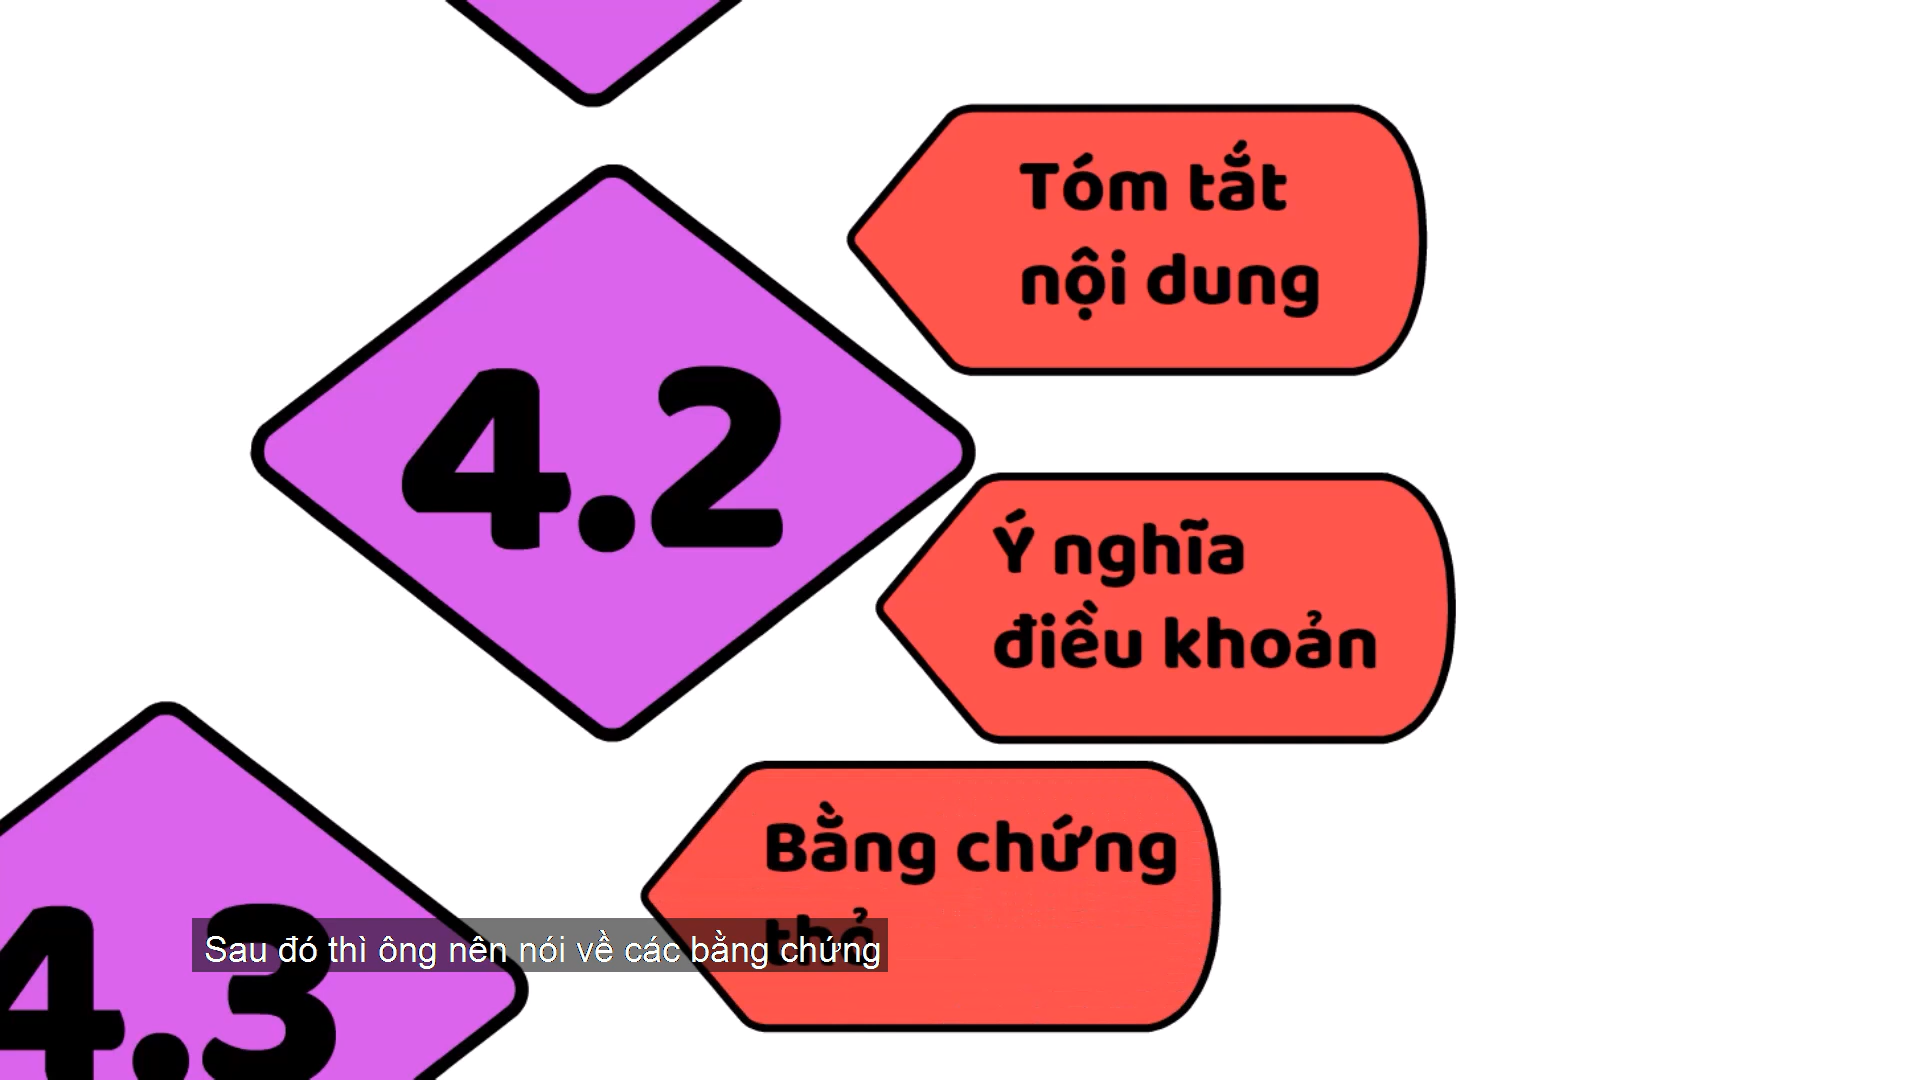 Tóm tắt
nội dung
4.2
Ý nghĩa
điều khoản
Bằng chứng
thỏ
4.3
Sau đó thì ông nên nói về các bằng chứng